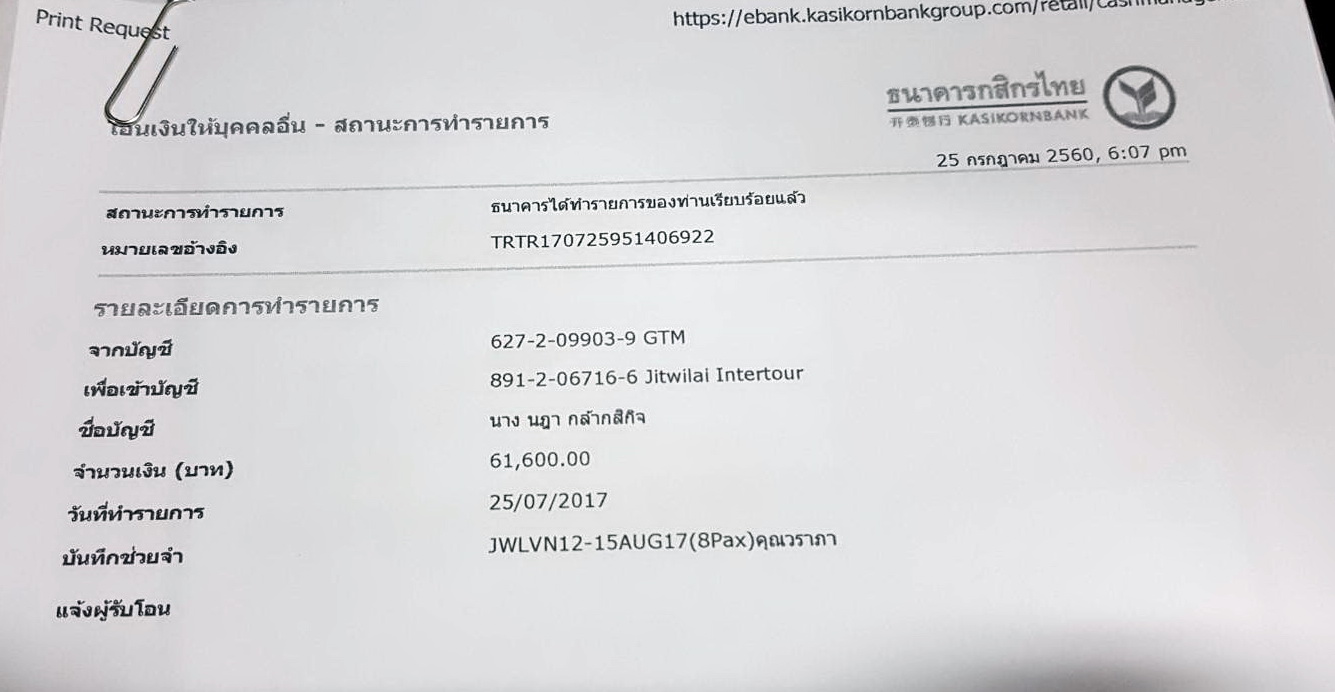 Print Request
https://ebank.kasikornbankgroup.com/retail/cashmanage
ธนาคารกสิกรไทย
开泰银行 KASIKORNBANK
โอนเงินให้บุคคลอื่น - สถานะการทำรายการ
25 กรกฎาคม 2560, 6:07 pm
สถานะการทำรายการ ธนาคารได้ทำรายการของท่านเรียบร้อยแล้ว
หมายเลขอ้างอิง TRTR170725951406922
รายละเอียดการทำรายการ
จากบัญชี 627-2-09903-9 GTM
เพื่อเข้าบัญชี 891-2-06716-6 Jitwilai Intertour
ชื่อบัญชี นาง นฎา กล้ากสิกิจ
จำนวนเงิน (บาท) 61,600.00
วันที่ทำรายการ 25/07/2017
บันทึกช่วยจำ JWLVN12-15AUG17(8Pax)คุณวราภา
แจ้งผู้รับโอน